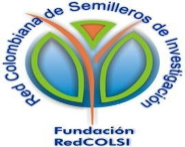 Red Colombiana de Semilleros de Investigación
Fundación
RedCOLSI